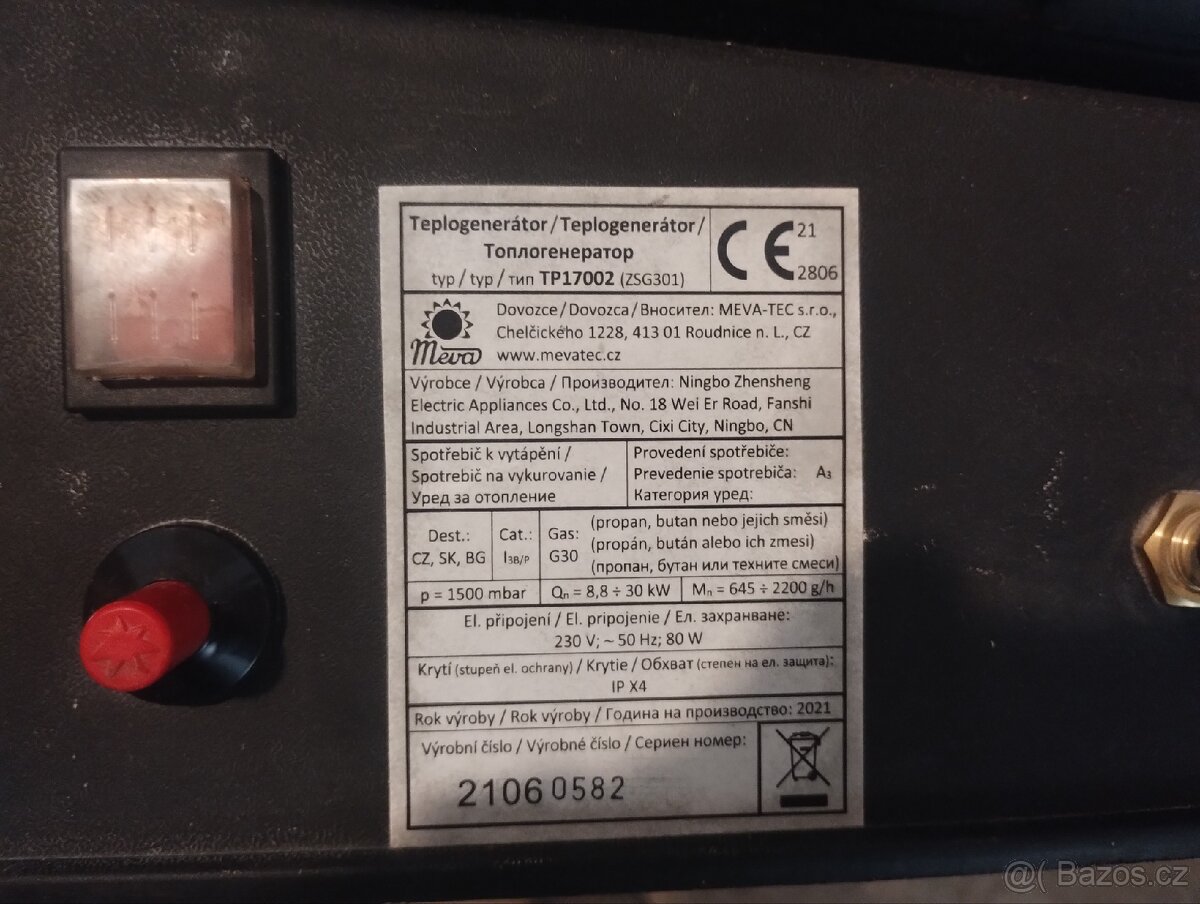 Teplogenerátor / Teplogenerátor /
Топлогенератор
typ / typ / тип TP17002 (ZSG301)
CE 21
2806
Meva
Dovozce / Dovozca / Вносител: MEVA-TEC s.r.o.,
Chelčického 1228, 413 01 Roudnice n. L., CZ
www.mevatec.cz
Výrobce / Výrobca / Производител: Ningbo Zhensheng
Electric Appliances Co., Ltd., No. 18 Wei Er Road, Fanshi
Industrial Area, Longshan Town, Cixi City, Ningbo, CN
Spotřebič k vytápění /
Spotrebič na vykurovanie /
Уред за отопление
Provedení spotřebiče:
Prevedenie spotrebiča: A₃
Категория уред:
Dest.:
CZ, SK, BG
Cat.:
I3B/P
Gas:
G30
(propan, butan nebo jejich směsi)
(propán, bután alebo ich zmesi)
(пропан, бутан или техните смеси)
p = 1500 mbar
Qₙ = 8,8 ÷ 30 kW
Mₙ = 645 ÷ 2200 g/h
El. připojení / El. pripojenie / Ел. захранване:
230 V; ~ 50 Hz; 80 W
Krytí (stupeň el. ochrany) / Krytie / Обхват (степен на ел. защита):
IP X4
Rok výroby / Rok výroby / Година на производство: 2021
Výrobní číslo / Výrobné číslo / Сериен номер:
21060582
@( Bazos.cz